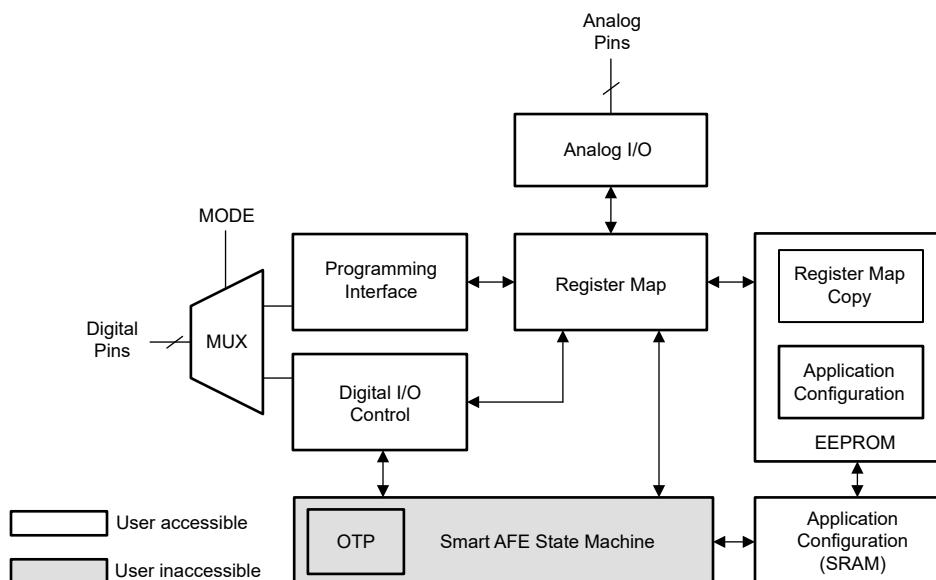 Analog
Pins
Analog I/O
MODE
Programming
Interface
Register Map
Register Map
Copy
Digital
Pins
MUX
Digital I/O
Control
Application
Configuration
EEPROM
User accessible
OTP
Smart AFE State Machine
Application
Configuration
(SRAM)
User inaccessible